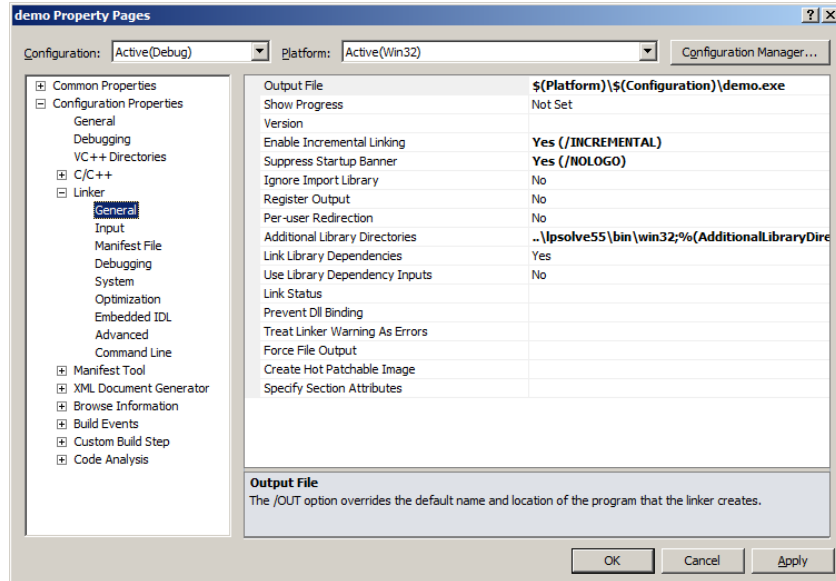 demo Property Pages
Configuration: Active(Debug) Platform: Active(Win32) Configuration Manager...
Common Properties
Configuration Properties
General
Debugging
VC++ Directories
C/C++
Linker
General
Input
Manifest File
Debugging
System
Optimization
Embedded IDL
Advanced
Command Line
Manifest Tool
XML Document Generator
Browse Information
Build Events
Custom Build Step
Code Analysis
Output File $(Platform)\$(Configuration)\demo.exe
Show Progress Not Set
Version
Enable Incremental Linking Yes (/INCREMENTAL)
Suppress Startup Banner Yes (/NOLOGO)
Ignore Import Library No
Register Output No
Per-user Redirection No
Additional Library Directories ..\lpsolve55\bin\win32;%(AdditionalLibraryDire
Link Library Dependencies Yes
Use Library Dependency Inputs No
Link Status
Prevent Dll Binding
Treat Linker Warning As Errors
Force File Output
Create Hot Patchable Image
Specify Section Attributes
Output File
The /OUT option overrides the default name and location of the program that the linker creates.
OK Cancel Apply